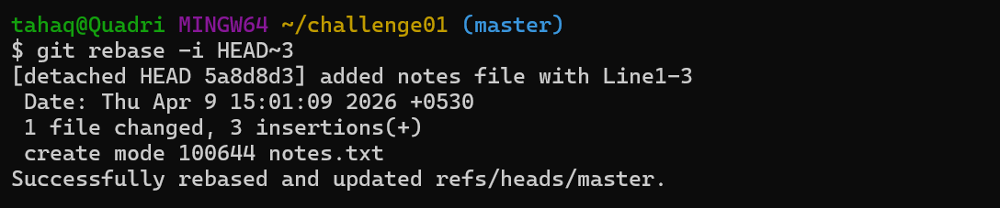 tahaq@Quadri MINGW64 ~/challenge01 (master)
$ git rebase -i HEAD~3
[detached HEAD 5a8d8d3] added notes file with Line1-3
 Date: Thu Apr 9 15:01:09 2026 +0530
 1 file changed, 3 insertions(+)
 create mode 100644 notes.txt
Successfully rebased and updated refs/heads/master.